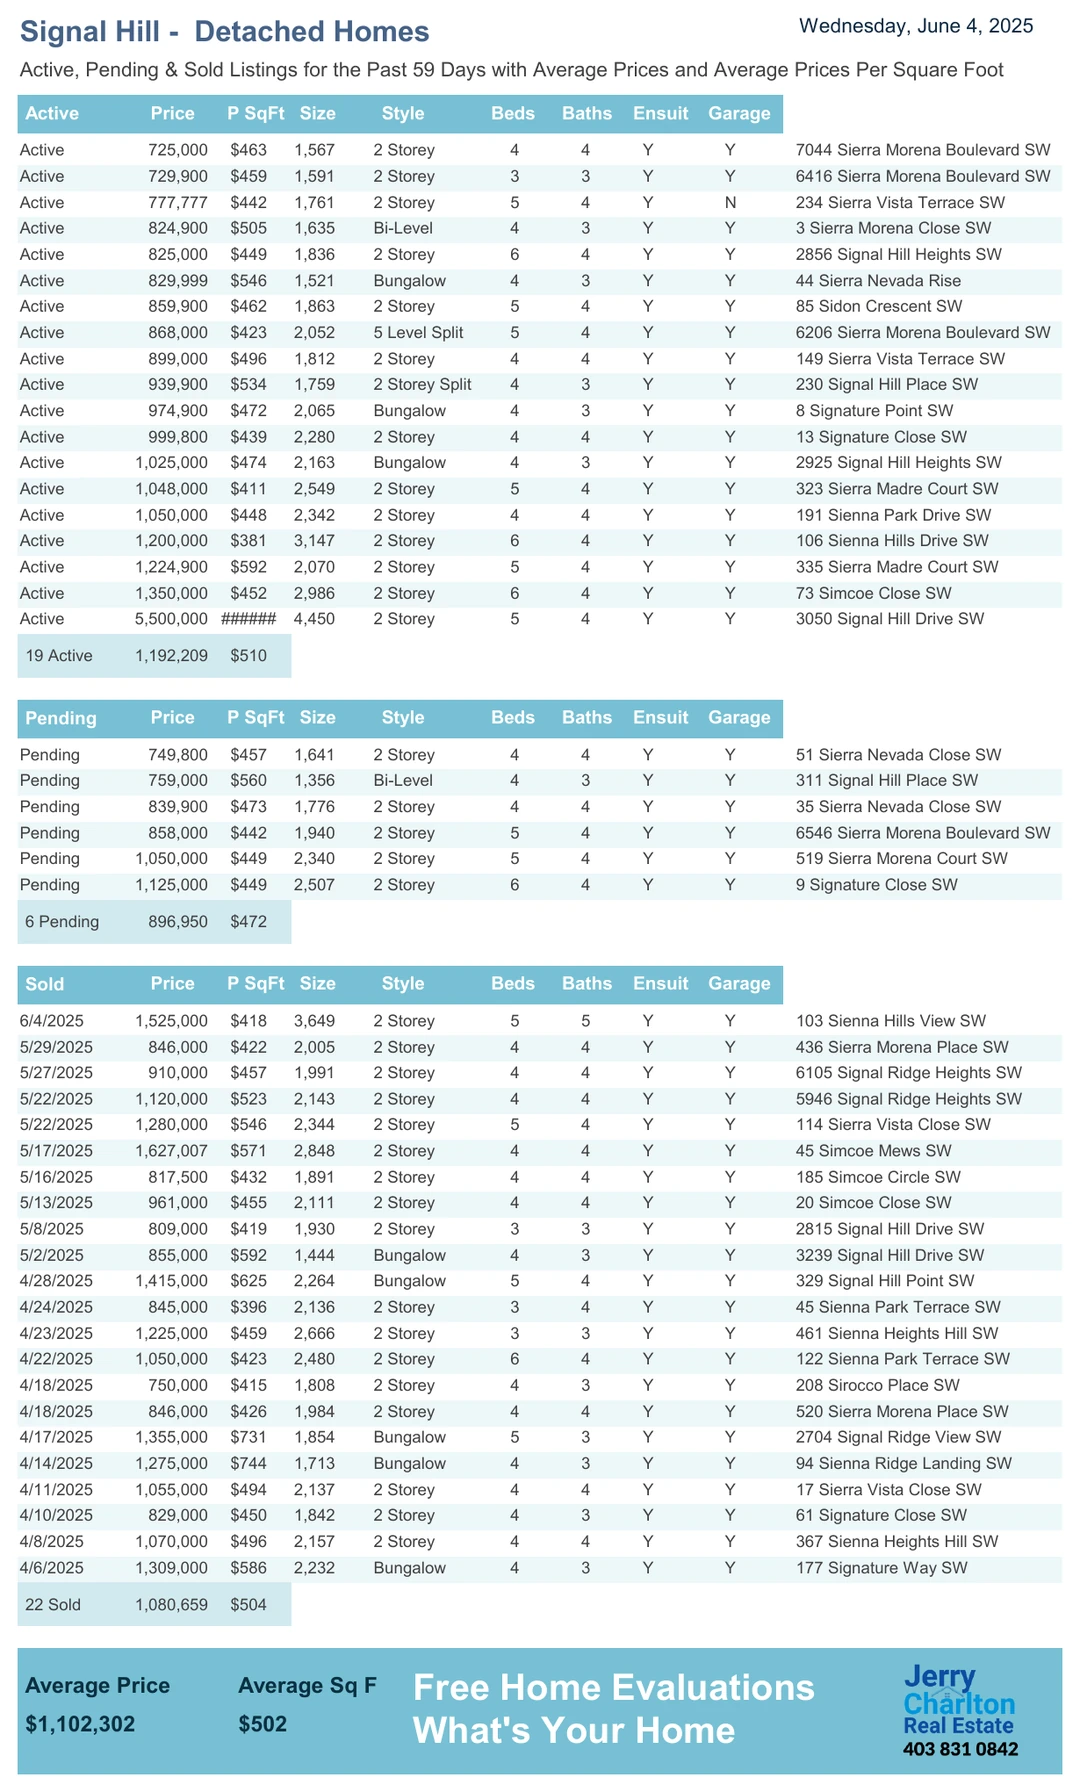 Signal Hill -  Detached Homes
Wednesday, June 4, 2025
Active, Pending & Sold Listings for the Past 59 Days with Average Prices and Average Prices Per Square Foot
Active Price P SqFt Size Style Beds Baths Ensuit Garage
Active 725,000 $463 1,567 2 Storey 4 4 Y Y 7044 Sierra Morena Boulevard SW
Active 729,900 $459 1,591 2 Storey 3 3 Y Y 6416 Sierra Morena Boulevard SW
Active 777,777 $442 1,761 2 Storey 5 4 Y N 234 Sierra Vista Terrace SW
Active 824,900 $505 1,635 Bi-Level 4 3 Y Y 3 Sierra Morena Close SW
Active 825,000 $449 1,836 2 Storey 6 4 Y Y 2856 Signal Hill Heights SW
Active 829,999 $546 1,521 Bungalow 4 3 Y Y 44 Sierra Nevada Rise
Active 859,900 $462 1,863 2 Storey 5 4 Y Y 85 Sidon Crescent SW
Active 868,000 $423 2,052 5 Level Split 5 4 Y Y 6206 Sierra Morena Boulevard SW
Active 899,000 $496 1,812 2 Storey 4 4 Y Y 149 Sierra Vista Terrace SW
Active 939,900 $534 1,759 2 Storey Split 4 3 Y Y 230 Signal Hill Place SW
Active 974,900 $472 2,065 Bungalow 4 3 Y Y 8 Signature Point SW
Active 999,800 $439 2,280 2 Storey 4 4 Y Y 13 Signature Close SW
Active 1,025,000 $474 2,163 Bungalow 4 3 Y Y 2925 Signal Hill Heights SW
Active 1,048,000 $411 2,549 2 Storey 5 4 Y Y 323 Sierra Madre Court SW
Active 1,050,000 $448 2,342 2 Storey 4 4 Y Y 191 Sienna Park Drive SW
Active 1,200,000 $381 3,147 2 Storey 6 4 Y Y 106 Sienna Hills Drive SW
Active 1,224,900 $592 2,070 2 Storey 5 4 Y Y 335 Sierra Madre Court SW
Active 1,350,000 $452 2,986 2 Storey 6 4 Y Y 73 Simcoe Close SW
Active 5,500,000 ###### 4,450 2 Storey 5 4 Y Y 3050 Signal Hill Drive SW
19 Active 1,192,209 $510
Pending Price P SqFt Size Style Beds Baths Ensuit Garage
Pending 749,800 $457 1,641 2 Storey 4 4 Y Y 51 Sierra Nevada Close SW
Pending 759,000 $560 1,356 Bi-Level 4 3 Y Y 311 Signal Hill Place SW
Pending 839,900 $473 1,776 2 Storey 4 4 Y Y 35 Sierra Nevada Close SW
Pending 858,000 $442 1,940 2 Storey 5 4 Y Y 6546 Sierra Morena Boulevard SW
Pending 1,050,000 $449 2,340 2 Storey 5 4 Y Y 519 Sierra Morena Court SW
Pending 1,125,000 $449 2,507 2 Storey 6 4 Y Y 9 Signature Close SW
6 Pending 896,950 $472
Sold Price P SqFt Size Style Beds Baths Ensuit Garage
6/4/2025 1,525,000 $418 3,649 2 Storey 5 5 Y Y 103 Sienna Hills View SW
5/29/2025 846,000 $422 2,005 2 Storey 4 4 Y Y 436 Sierra Morena Place SW
5/27/2025 910,000 $457 1,991 2 Storey 4 4 Y Y 6105 Signal Ridge Heights SW
5/22/2025 1,120,000 $523 2,143 2 Storey 4 4 Y Y 5946 Signal Ridge Heights SW
5/22/2025 1,280,000 $546 2,344 2 Storey 5 4 Y Y 114 Sierra Vista Close SW
5/17/2025 1,627,007 $571 2,848 2 Storey 4 4 Y Y 45 Simcoe Mews SW
5/16/2025 817,500 $432 1,891 2 Storey 4 4 Y Y 185 Simcoe Circle SW
5/13/2025 961,000 $455 2,111 2 Storey 4 4 Y Y 20 Simcoe Close SW
5/8/2025 809,000 $419 1,930 2 Storey 3 3 Y Y 2815 Signal Hill Drive SW
5/2/2025 855,000 $592 1,444 Bungalow 4 3 Y Y 3239 Signal Hill Drive SW
4/28/2025 1,415,000 $625 2,264 Bungalow 5 4 Y Y 329 Signal Hill Point SW
4/24/2025 845,000 $396 2,136 2 Storey 3 4 Y Y 45 Sienna Park Terrace SW
4/23/2025 1,225,000 $459 2,666 2 Storey 3 3 Y Y 461 Sienna Heights Hill SW
4/22/2025 1,050,000 $423 2,480 2 Storey 6 4 Y Y 122 Sienna Park Terrace SW
4/18/2025 750,000 $415 1,808 2 Storey 4 3 Y Y 208 Sirocco Place SW
4/18/2025 846,000 $426 1,984 2 Storey 4 4 Y Y 520 Sierra Morena Place SW
4/17/2025 1,355,000 $731 1,854 Bungalow 5 3 Y Y 2704 Signal Ridge View SW
4/14/2025 1,275,000 $744 1,713 Bungalow 4 3 Y Y 94 Sienna Ridge Landing SW
4/11/2025 1,055,000 $494 2,137 2 Storey 4 4 Y Y 17 Sierra Vista Close SW
4/10/2025 829,000 $450 1,842 2 Storey 4 3 Y Y 61 Signature Close SW
4/8/2025 1,070,000 $496 2,157 2 Storey 4 4 Y Y 367 Sienna Heights Hill SW
4/6/2025 1,309,000 $586 2,232 Bungalow 4 3 Y Y 177 Signature Way SW
22 Sold 1,080,659 $504
Average Price Average Sq F
$1,102,302 $502
Free Home Evaluations
What's Your Home
Jerry
Charlton
Real Estate
403 831 0842